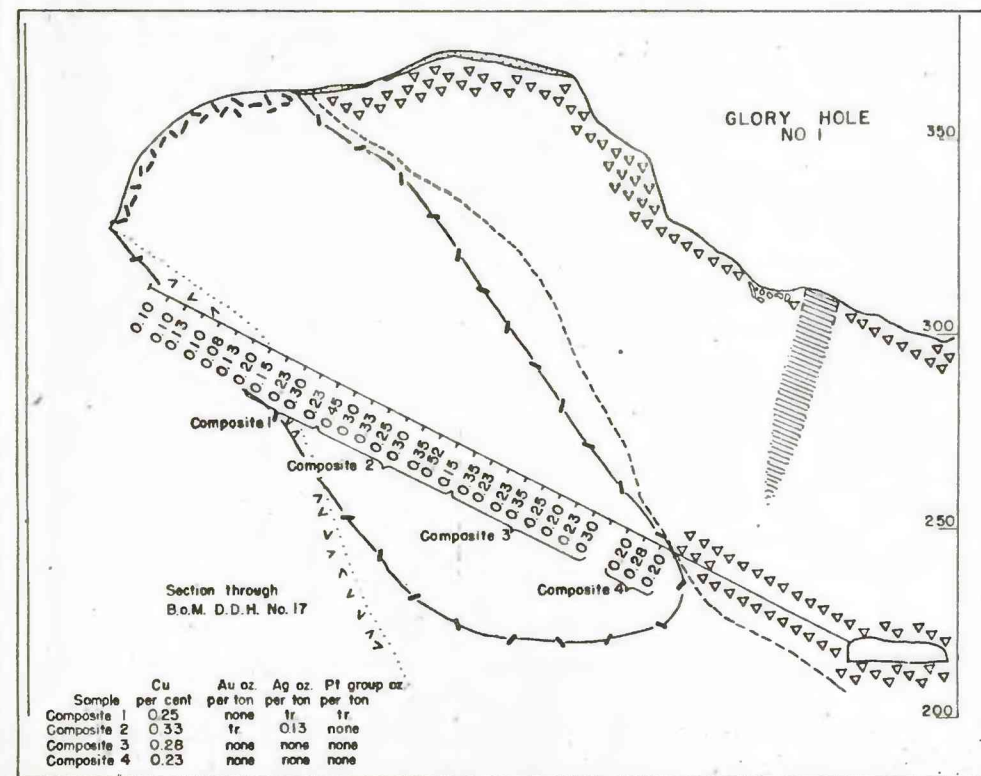 GLORY HOLE
NO 1
350
300
250
200
0.10
0.10
0.13
0.10
0.08
0.13
0.20
0.15
0.23
0.30
0.23
0.45
0.30
0.33
0.25
0.30
0.35
0.52
0.15
0.35
0.23
0.23
0.35
0.25
0.20
0.23
0.30
0.20
0.28
0.20
Composite 1
Composite 2
Composite 3
Composite 4
Section through
B.o.M. D.D.H. No. 17
Cu Au oz. Ag oz. Pt group oz.
Sample per cent per ton per ton per ton
Composite 1 0.25 none tr. tr.
Composite 2 0.33 tr. 0.13 none
Composite 3 0.28 none none none
Composite 4 0.23 none none none